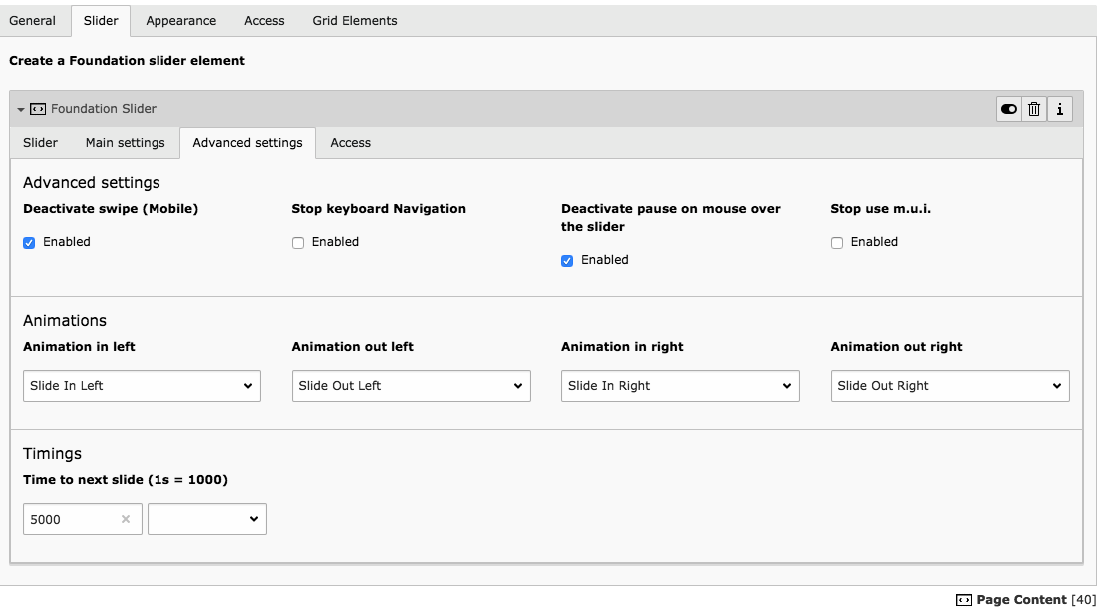 General Slider Appearance Access Grid Elements
Create a Foundation slider element
Foundation Slider
Slider Main settings Advanced settings Access
Advanced settings
Deactivate swipe (Mobile) Stop keyboard Navigation Deactivate pause on mouse over the slider Stop use m.u.i.
Enabled Enabled Enabled Enabled
Animations
Animation in left Animation out left Animation in right Animation out right
Slide In Left Slide Out Left Slide In Right Slide Out Right
Timings
Time to next slide (1s = 1000)
5000
Page Content [40]